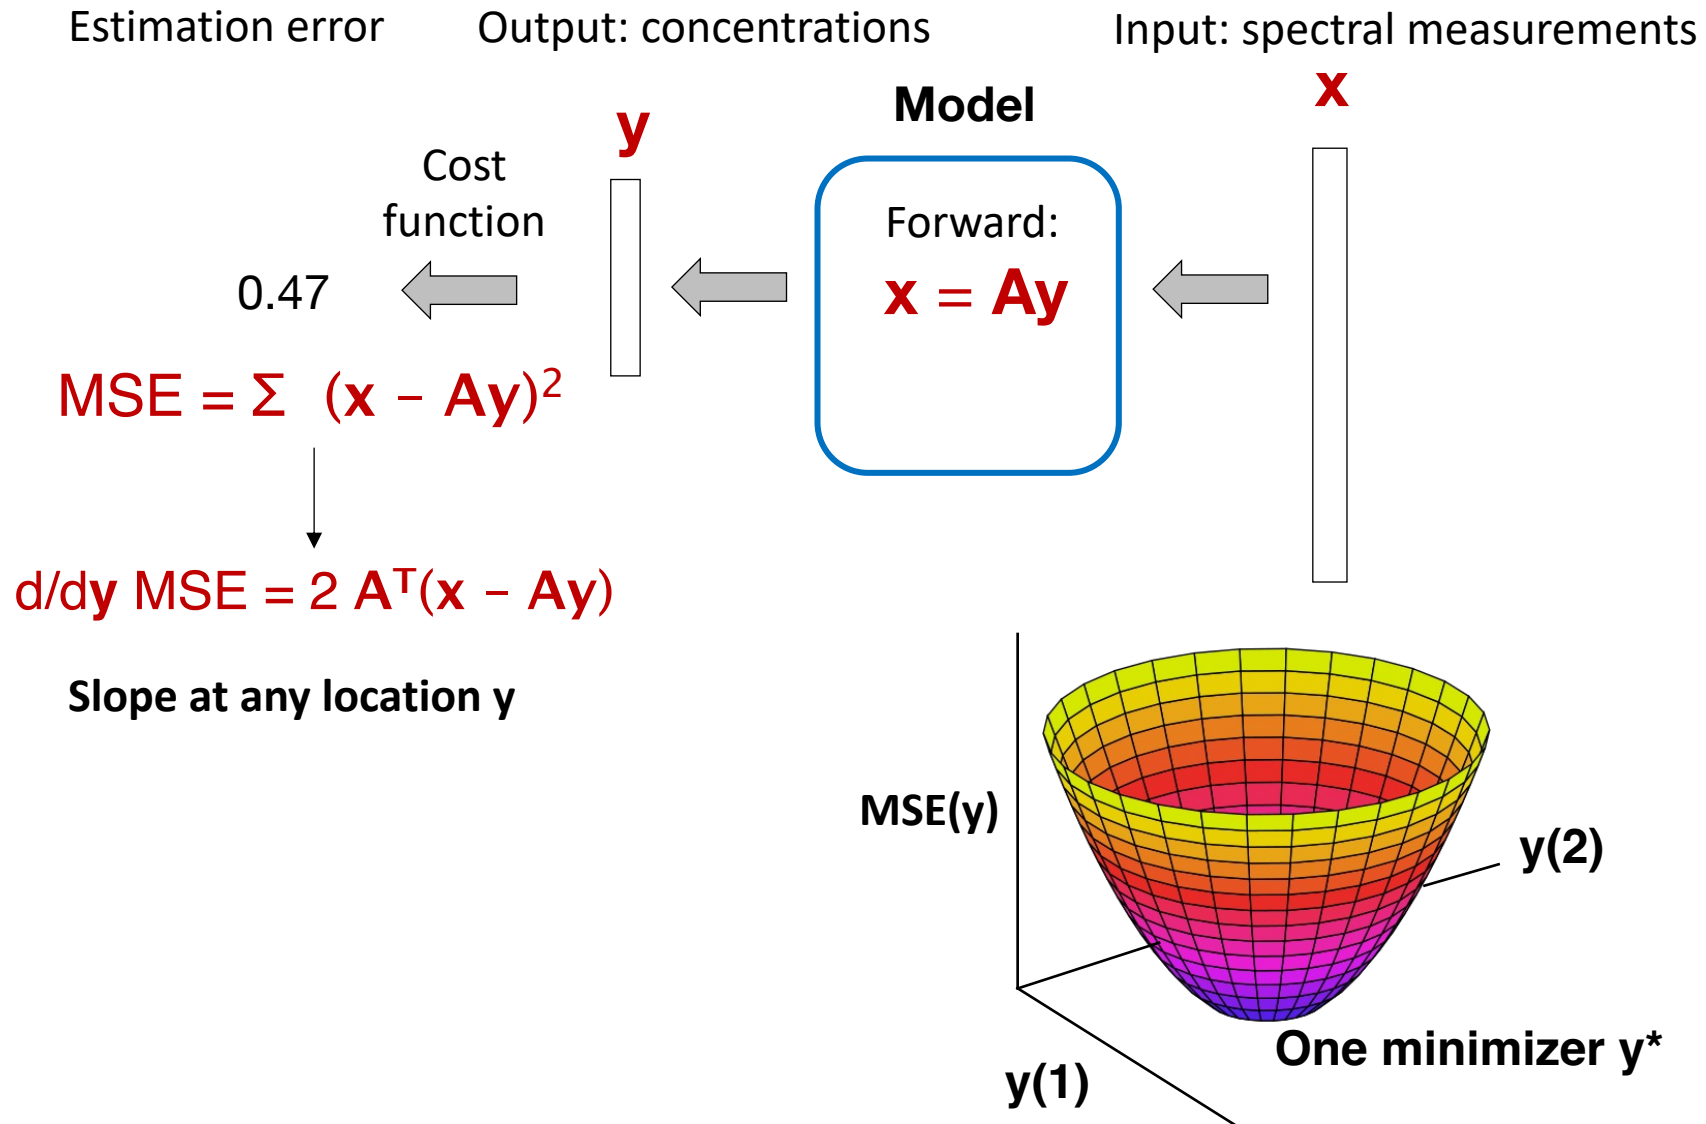 Estimation error
Output: concentrations
Input: spectral measurements
x
Model
y
Cost
function
Forward:
x = Ay
0.47
MSE = Σ (x − Ay)²
d/dy MSE = 2 Aᵀ(x − Ay)
Slope at any location y
MSE(y)
y(2)
One minimizer y*
y(1)